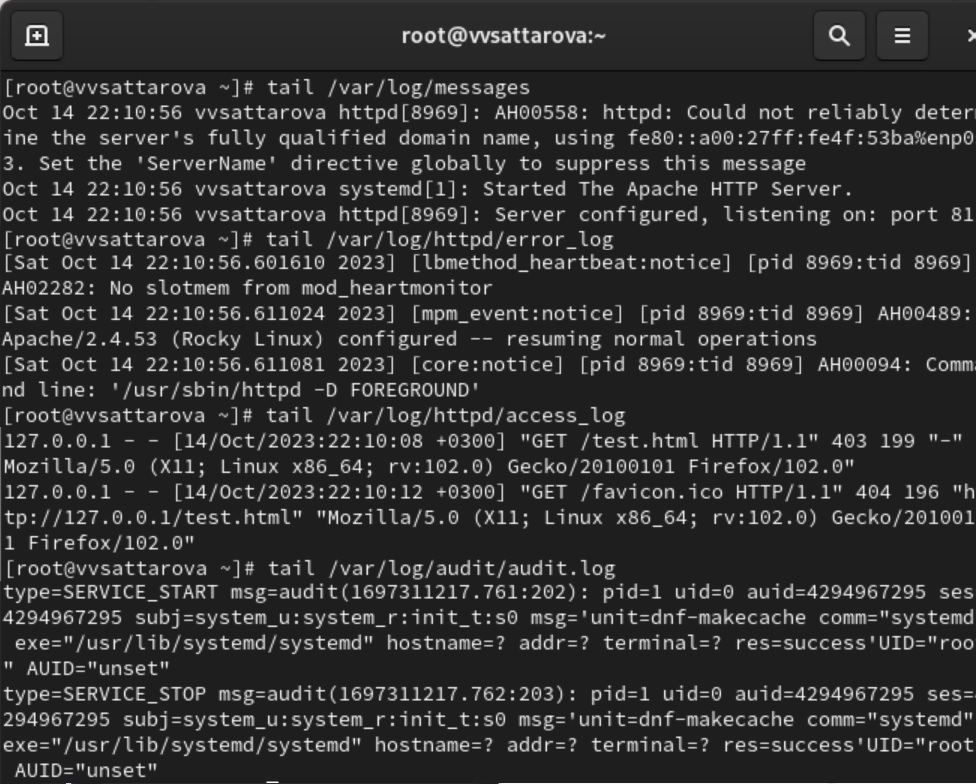 root@vvsattarova:~
[root@vvsattarova ~]# tail /var/log/messages
Oct 14 22:10:56 vvsattarova httpd[8969]: AH00558: httpd: Could not reliably deter
ine the server's fully qualified domain name, using fe80::a00:27ff:fe4f:53ba%enp0
3. Set the 'ServerName' directive globally to suppress this message
Oct 14 22:10:56 vvsattarova systemd[1]: Started The Apache HTTP Server.
Oct 14 22:10:56 vvsattarova httpd[8969]: Server configured, listening on: port 81
[root@vvsattarova ~]# tail /var/log/httpd/error_log
[Sat Oct 14 22:10:56.601610 2023] [lbmethod_heartbeat:notice] [pid 8969:tid 8969]
AH02282: No slotmem from mod_heartmonitor
[Sat Oct 14 22:10:56.611024 2023] [mpm_event:notice] [pid 8969:tid 8969] AH00489:
Apache/2.4.53 (Rocky Linux) configured -- resuming normal operations
[Sat Oct 14 22:10:56.611081 2023] [core:notice] [pid 8969:tid 8969] AH00094: Comma
nd line: '/usr/sbin/httpd -D FOREGROUND'
[root@vvsattarova ~]# tail /var/log/httpd/access_log
127.0.0.1 - - [14/Oct/2023:22:10:08 +0300] "GET /test.html HTTP/1.1" 403 199 "-"
Mozilla/5.0 (X11; Linux x86_64; rv:102.0) Gecko/20100101 Firefox/102.0"
127.0.0.1 - - [14/Oct/2023:22:10:12 +0300] "GET /favicon.ico HTTP/1.1" 404 196 "h
tp://127.0.0.1/test.html" "Mozilla/5.0 (X11; Linux x86_64; rv:102.0) Gecko/201001
1 Firefox/102.0"
[root@vvsattarova ~]# tail /var/log/audit/audit.log
type=SERVICE_START msg=audit(1697311217.761:202): pid=1 uid=0 auid=4294967295 ses
4294967295 subj=system_u:system_r:init_t:s0 msg='unit=dnf-makecache comm="systemd
exe="/usr/lib/systemd/systemd" hostname=? addr=? terminal=? res=success'UID="roo
" AUID="unset"
type=SERVICE_STOP msg=audit(1697311217.762:203): pid=1 uid=0 auid=4294967295 ses=
294967295 subj=system_u:system_r:init_t:s0 msg='unit=dnf-makecache comm="systemd"
exe="/usr/lib/systemd/systemd" hostname=? addr=? terminal=? res=success'UID="root
AUID="unset"